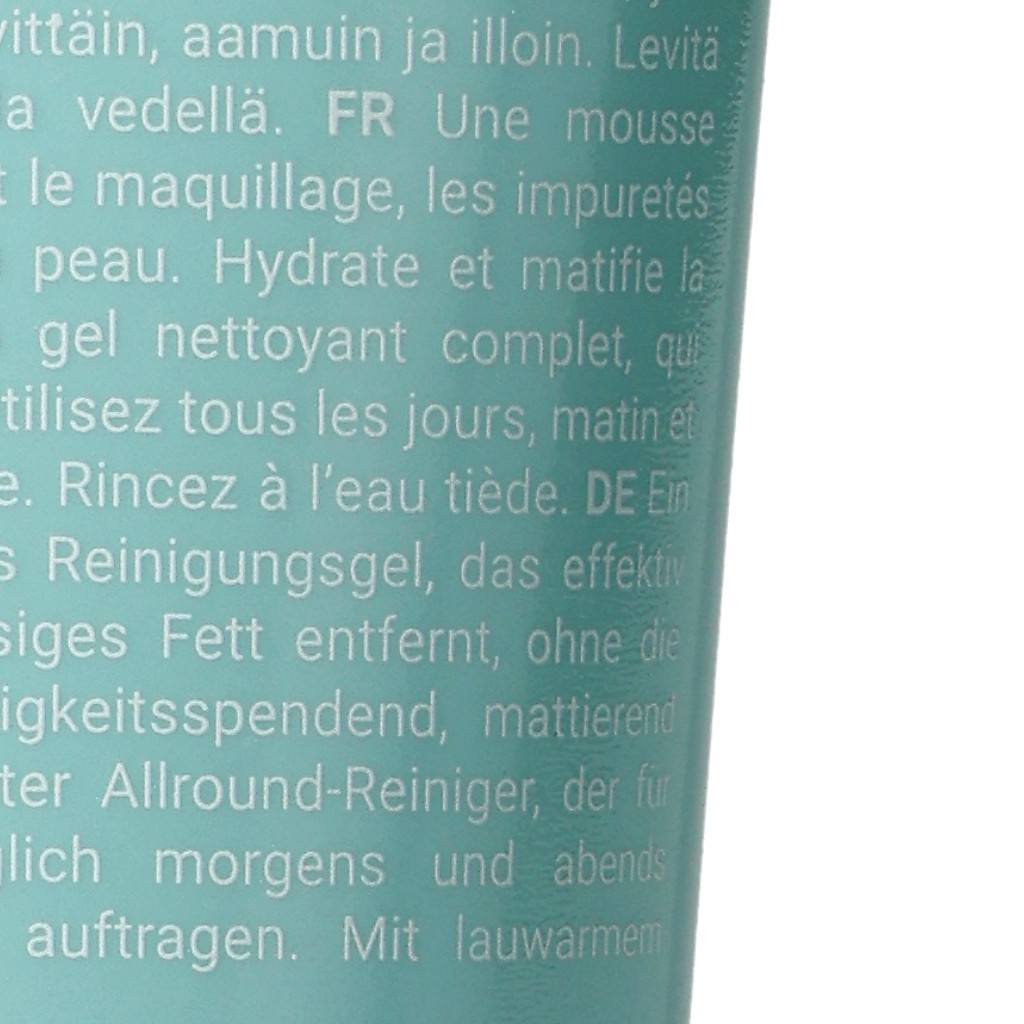 vittäin, aamuin ja illoin. Levitä
a vedellä. FR Une mousse
t le maquillage, les impuretés
peau. Hydrate et matifie la
gel nettoyant complet, qui
tilisez tous les jours, matin et
e. Rincez à l'eau tiède. DE Ein
s Reinigungsgel, das effektiv
siges Fett entfernt, ohne die
igkeitsspendend, mattierend
ter Allround-Reiniger, der für
glich morgens und abends
auftragen. Mit lauwarmem